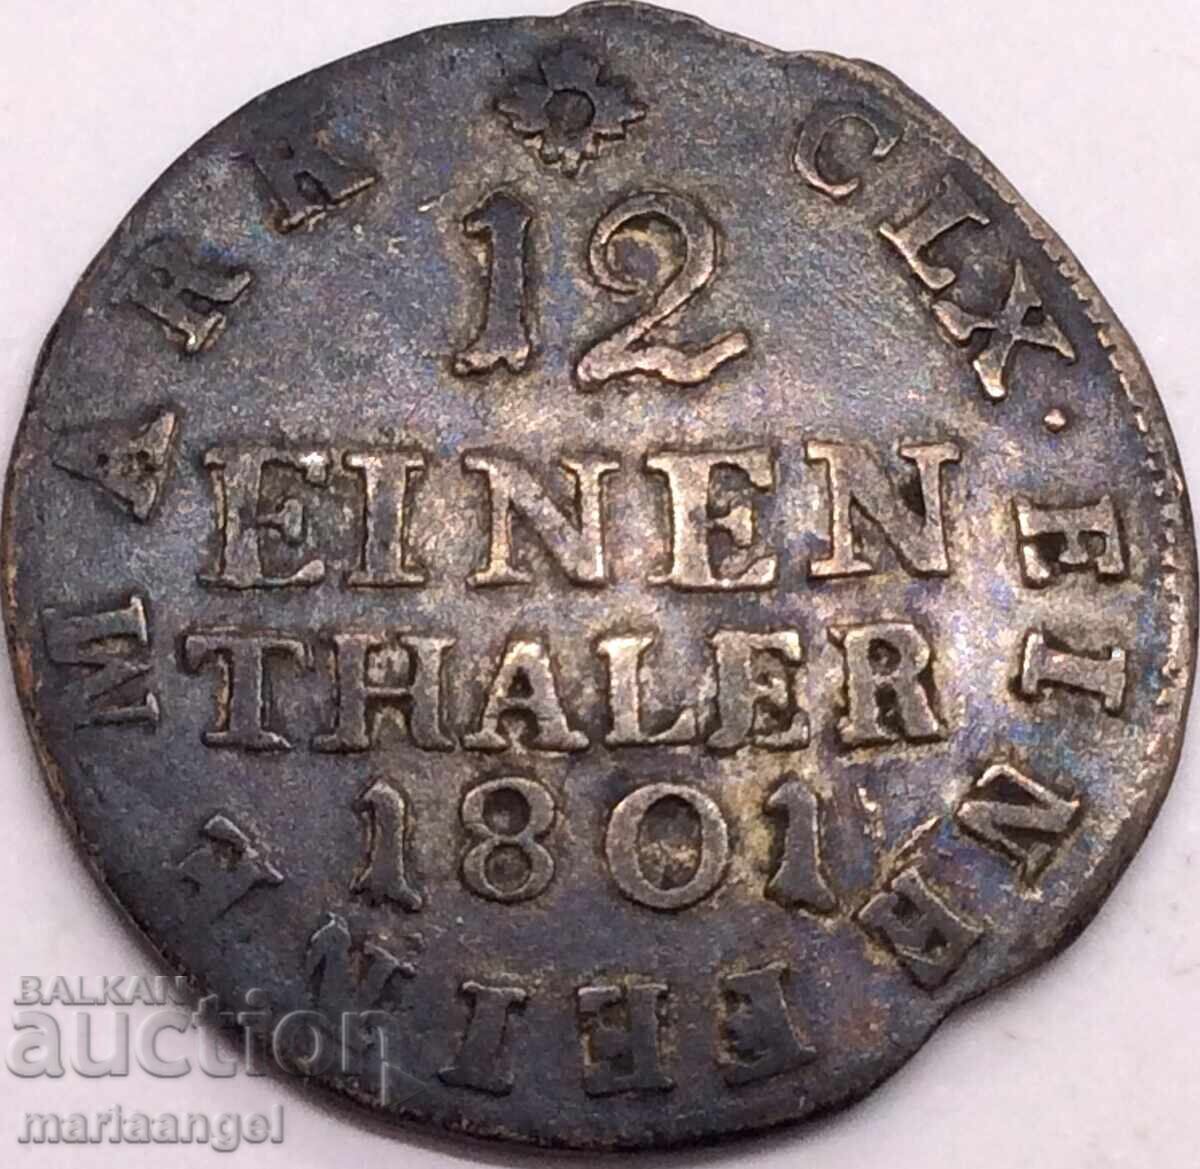 CLX · EINE FEINE MARK
12
EINEN
THALER
1801
BALKAN
auction
mariaangel